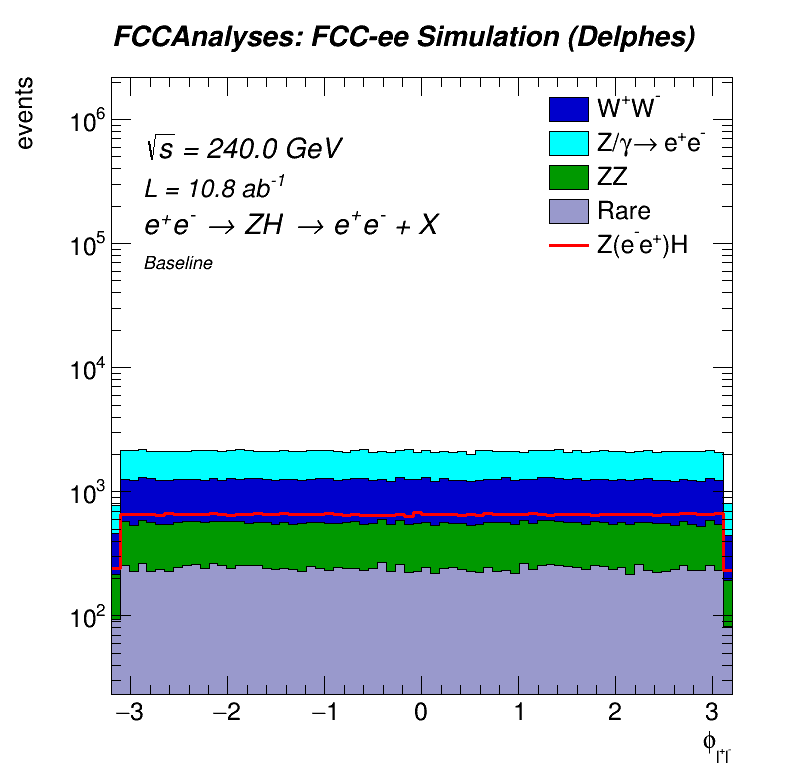 FCCAnalyses: FCC-ee Simulation (Delphes)
events
√s = 240.0 GeV
L = 10.8 ab⁻¹
e⁺e⁻ → ZH → e⁺e⁻ + X
Baseline
W⁺W⁻
Z/γ→ e⁺e⁻
ZZ
Rare
Z(e⁻e⁺)H
10⁶
10⁵
10⁴
10³
10²
−3 −2 −1 0 1 2 3
ϕ_{l⁺l⁻}